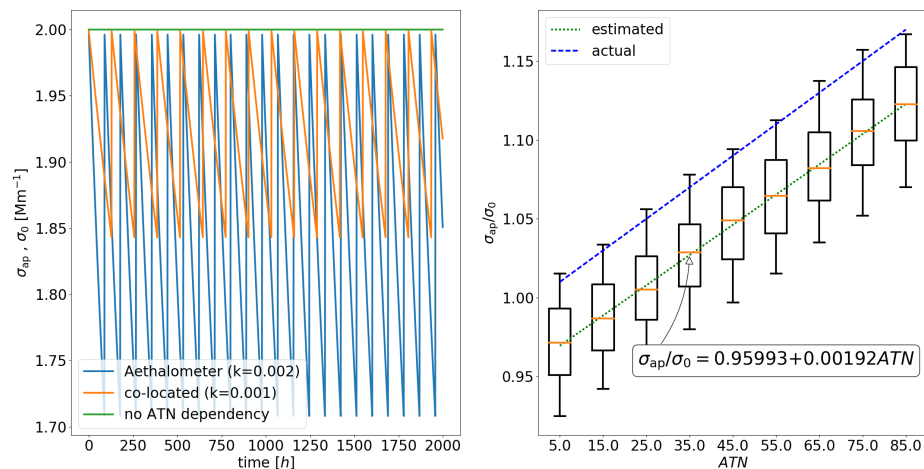 2.00
1.95
1.90
1.85
1.80
1.75
1.70
σap , σ0 [Mm⁻¹]
Aethalometer (k=0.002)
co-located (k=0.001)
no ATN dependency
0 250 500 750 1000 1250 1500 1750 2000
time [h]
estimated
actual
1.15
1.10
1.05
1.00
0.95
σap/σ0
σap/σ0 = 0.95993+0.00192ATN
5.0 15.0 25.0 35.0 45.0 55.0 65.0 75.0 85.0
ATN